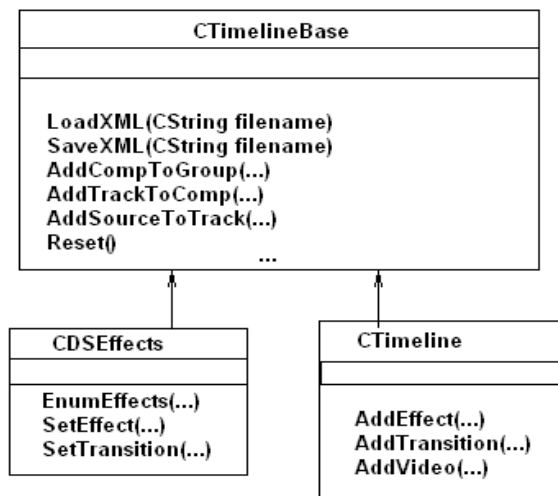 CTimelineBase
LoadXML(CString filename)
SaveXML(CString filename)
AddCompToGroup(...)
AddTrackToComp(...)
AddSourceToTrack(...)
Reset()
...
CDSEffects
EnumEffects(...)
SetEffect(...)
SetTransition(...)
CTimeline
AddEffect(...)
AddTransition(...)
AddVideo(...)